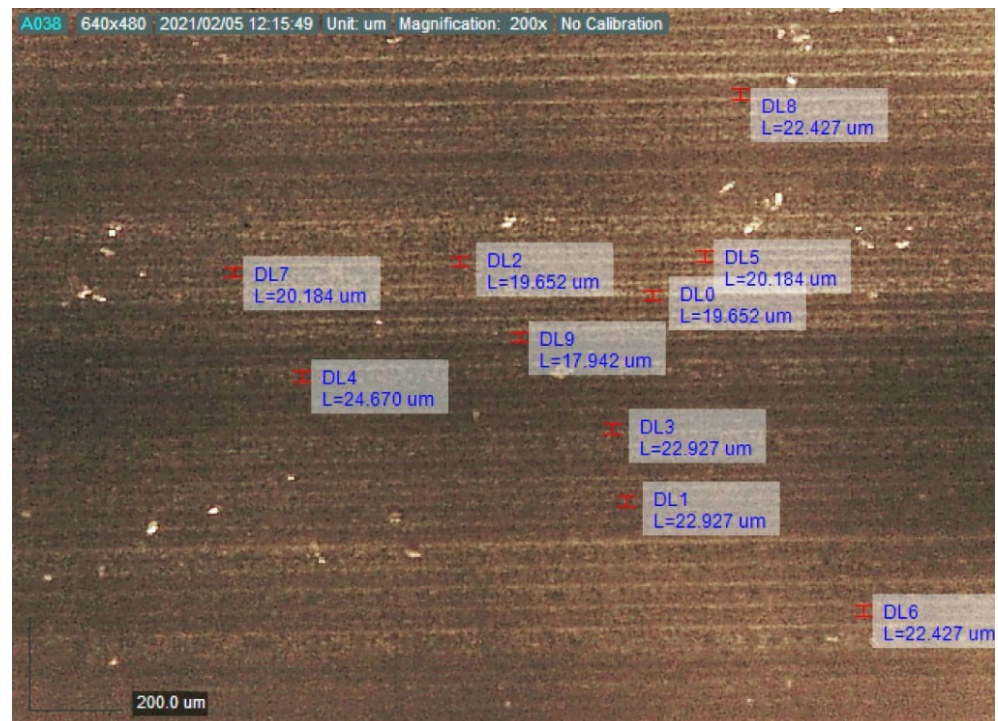 A038 640x480 2021/02/05 12:15:49 Unit: um Magnification: 200x No Calibration
DL8
L=22.427 um
DL5
L=20.184 um
DL2
L=19.652 um
DL7
L=20.184 um
DL0
L=19.652 um
DL9
L=17.942 um
DL4
L=24.670 um
DL3
L=22.927 um
DL1
L=22.927 um
DL6
L=22.427 um
200.0 um